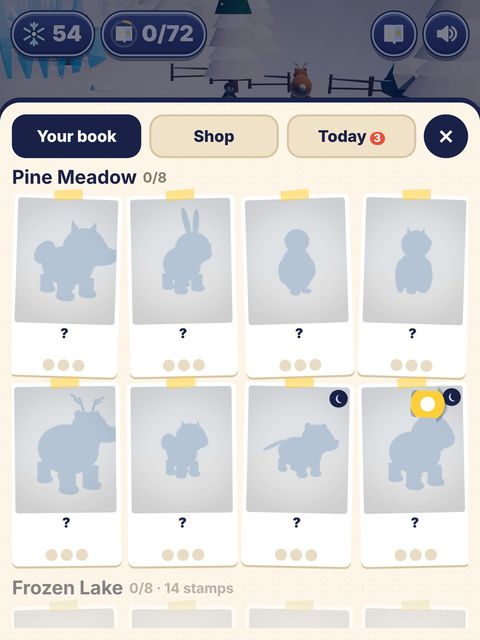 54
0/72
Your book
Shop
Today 3
Pine Meadow 0/8
? ? ? ?
? ? ? ?
Frozen Lake 0/8 · 14 stamps